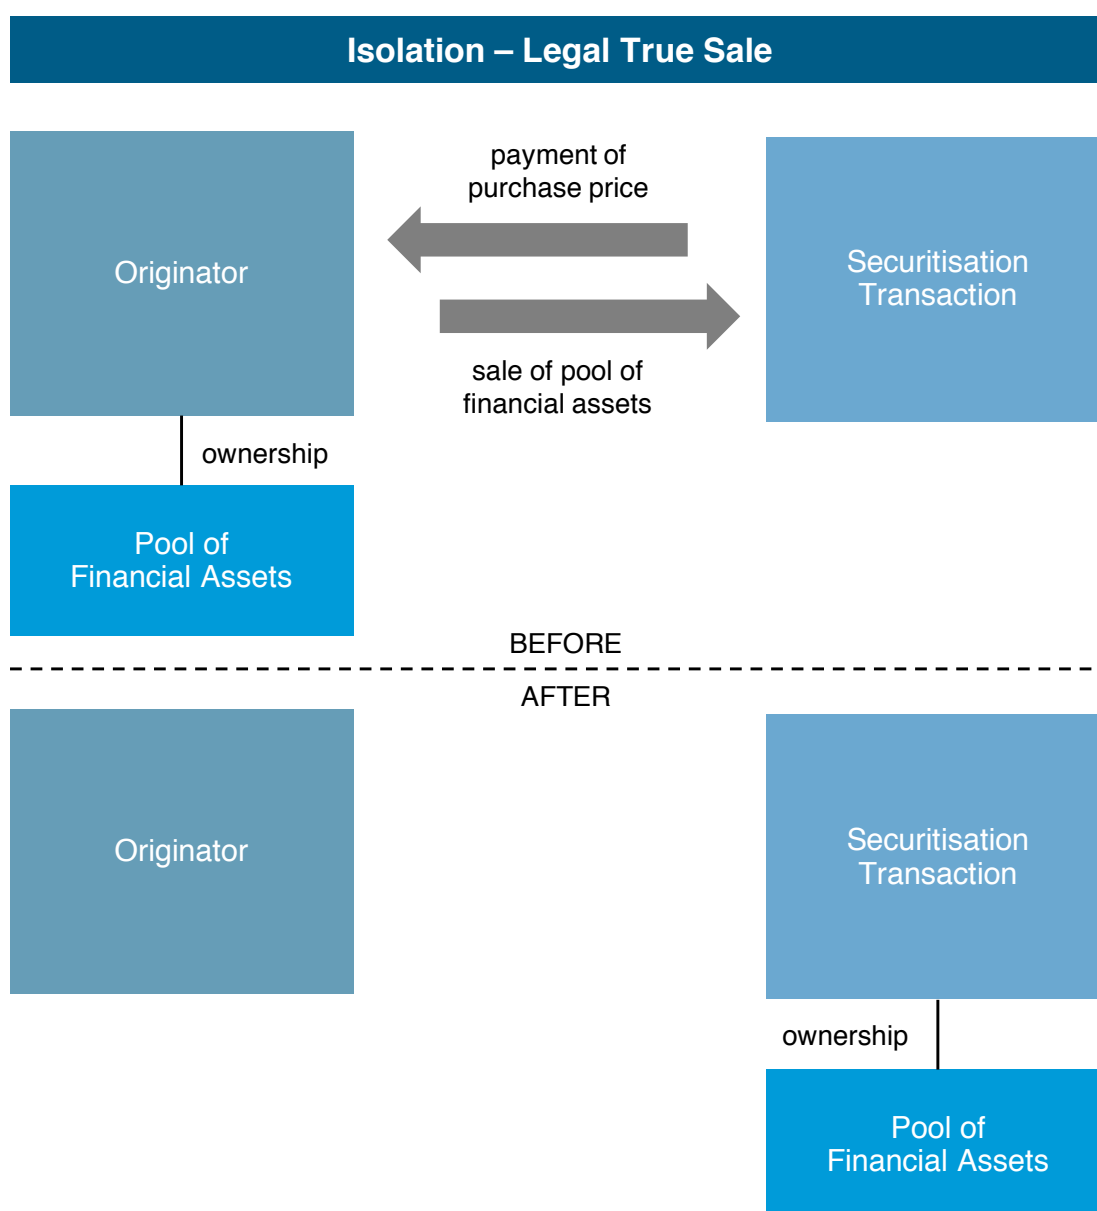 Isolation – Legal True Sale
payment of
purchase price
Originator
Securitisation
Transaction
sale of pool of
financial assets
ownership
Pool of
Financial Assets
BEFORE
AFTER
Originator
Securitisation
Transaction
ownership
Pool of
Financial Assets